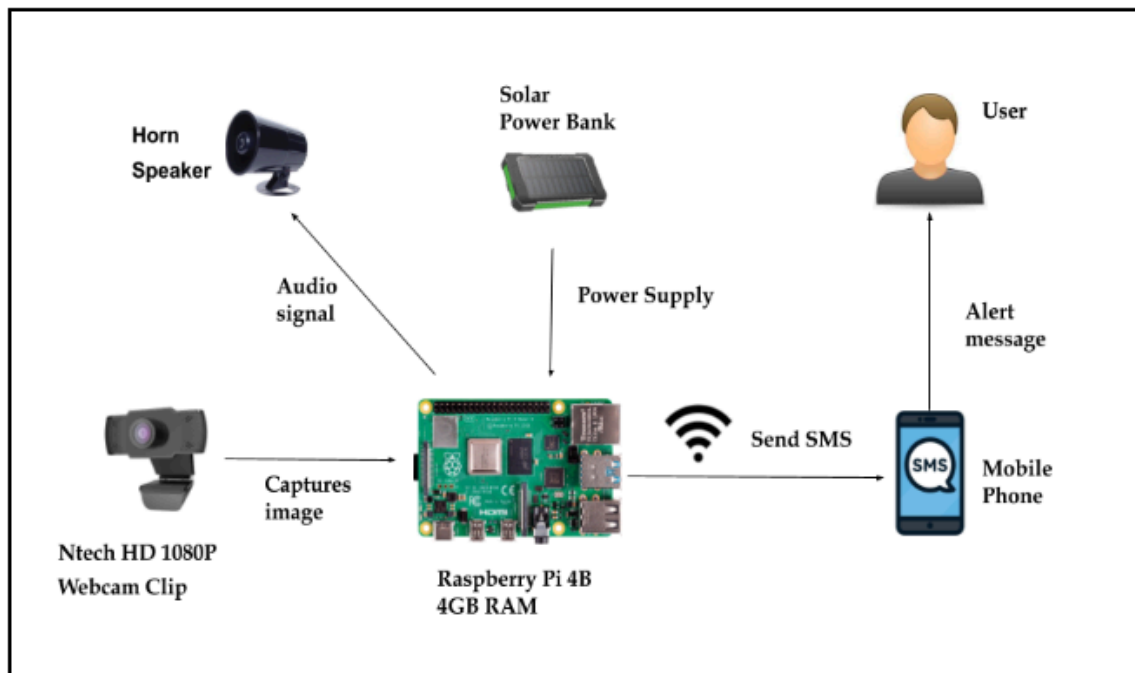 Horn
Speaker
Solar
Power Bank
User
Audio
signal
Power Supply
Alert
message
Captures
image
HDMI
Send SMS
SMS
Mobile
Phone
Ntech HD 1080P
Webcam Clip
Raspberry Pi 4B
4GB RAM